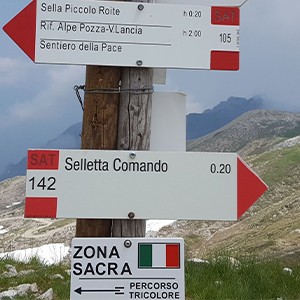 Sella Piccolo Roite h 0:20 SAT
Rif. Alpe Pozza-V.Lancia h 2:00 105
Sentiero della Pace
SAT Selletta Comando 0.20
142
ZONA
SACRA
PERCORSO
TRICOLORE